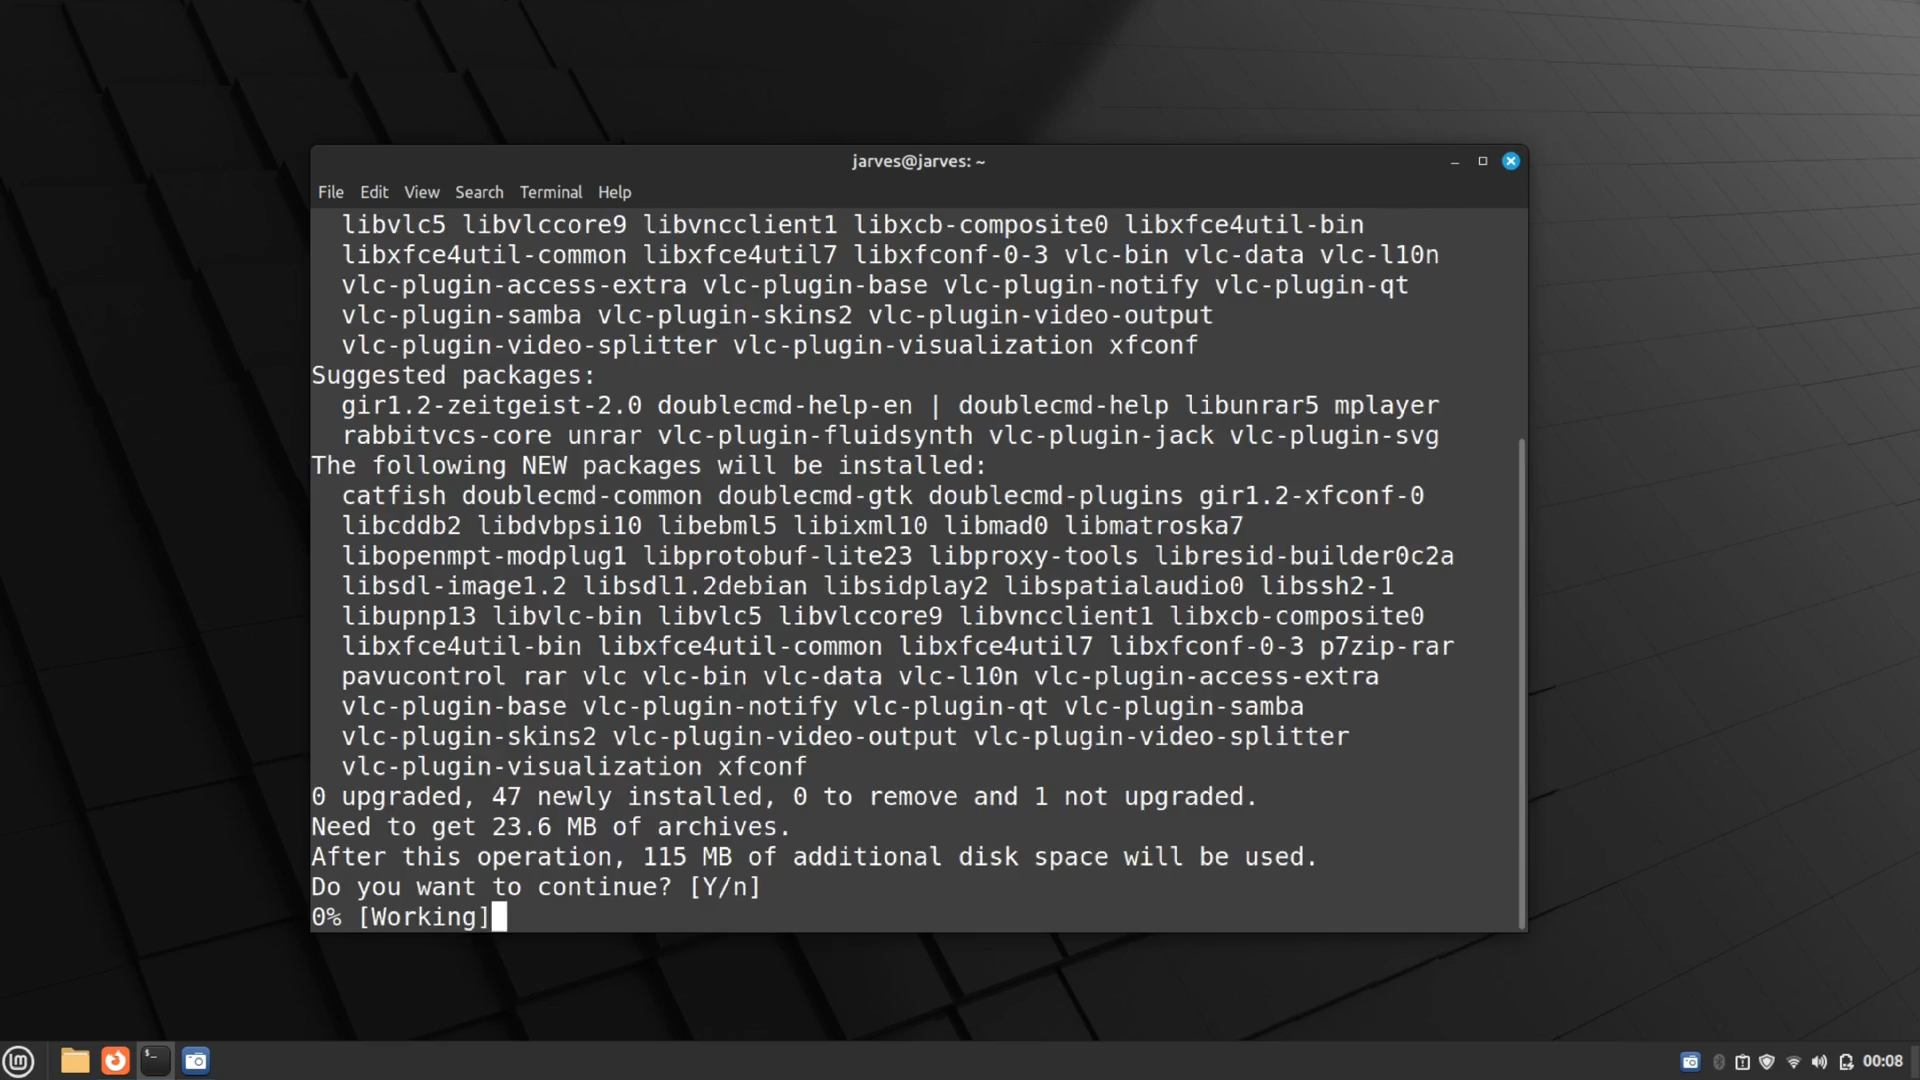 jarves@jarves: ~
File Edit View Search Terminal Help
libvlc5 libvlccore9 libvncclient1 libxcb-composite0 libxfce4util-bin
libxfce4util-common libxfce4util7 libxfconf-0-3 vlc-bin vlc-data vlc-l10n
vlc-plugin-access-extra vlc-plugin-base vlc-plugin-notify vlc-plugin-qt
vlc-plugin-samba vlc-plugin-skins2 vlc-plugin-video-output
vlc-plugin-video-splitter vlc-plugin-visualization xfconf
Suggested packages:
gir1.2-zeitgeist-2.0 doublecmd-help-en | doublecmd-help libunrar5 mplayer
rabbitvcs-core unrar vlc-plugin-fluidsynth vlc-plugin-jack vlc-plugin-svg
The following NEW packages will be installed:
catfish doublecmd-common doublecmd-gtk doublecmd-plugins gir1.2-xfconf-0
libcddb2 libdvbpsi10 libebml5 libixml10 libmad0 libmatroska7
libopenmpt-modplug1 libprotobuf-lite23 libproxy-tools libresid-builder0c2a
libsdl-image1.2 libsdl1.2debian libsidplay2 libspatialaudio0 libssh2-1
libupnp13 libvlc-bin libvlc5 libvlccore9 libvncclient1 libxcb-composite0
libxfce4util-bin libxfce4util-common libxfce4util7 libxfconf-0-3 p7zip-rar
pavucontrol rar vlc vlc-bin vlc-data vlc-l10n vlc-plugin-access-extra
vlc-plugin-base vlc-plugin-notify vlc-plugin-qt vlc-plugin-samba
vlc-plugin-skins2 vlc-plugin-video-output vlc-plugin-video-splitter
vlc-plugin-visualization xfconf
0 upgraded, 47 newly installed, 0 to remove and 1 not upgraded.
Need to get 23.6 MB of archives.
After this operation, 115 MB of additional disk space will be used.
Do you want to continue? [Y/n]
0% [Working]
00:08